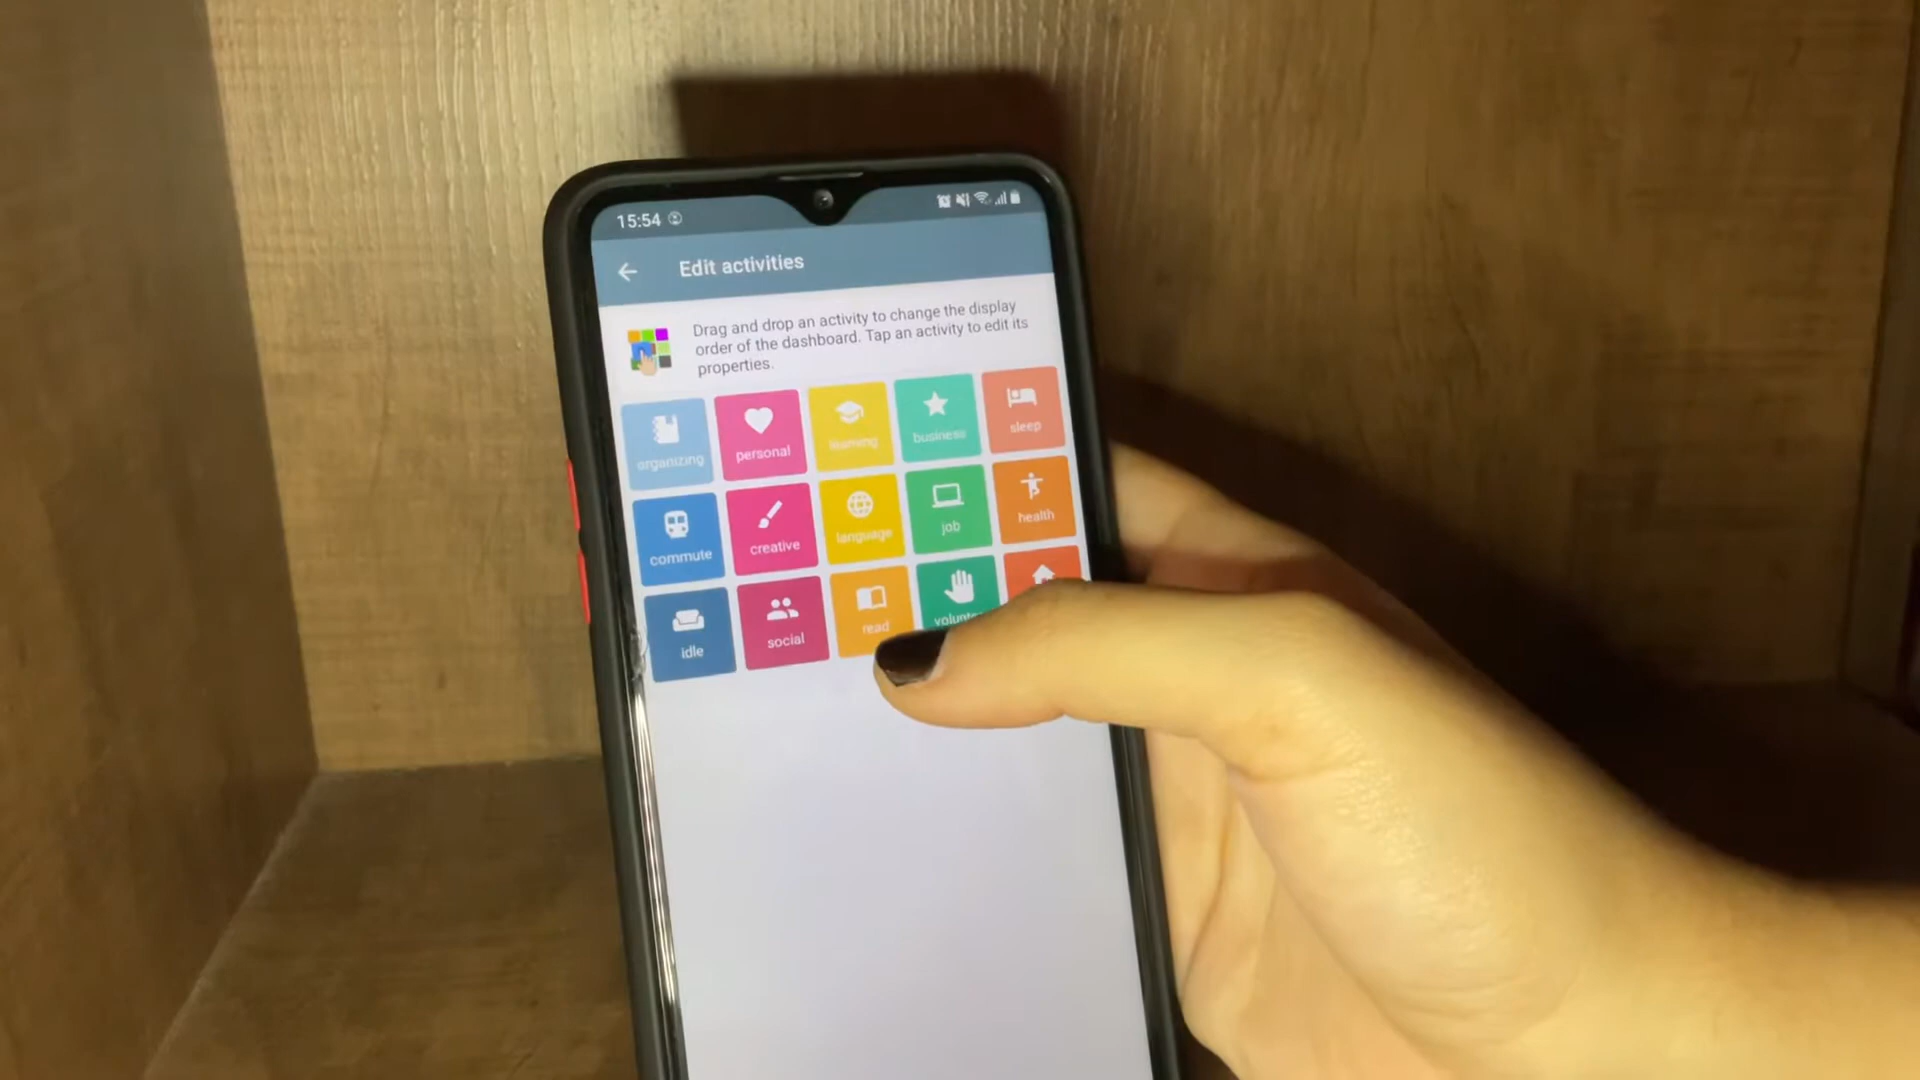 15:54
Edit activities
Drag and drop an activity to change the display
order of the dashboard. Tap an activity to edit its
properties.
organizing personal learning business sleep
commute creative language job health
idle social read volunte